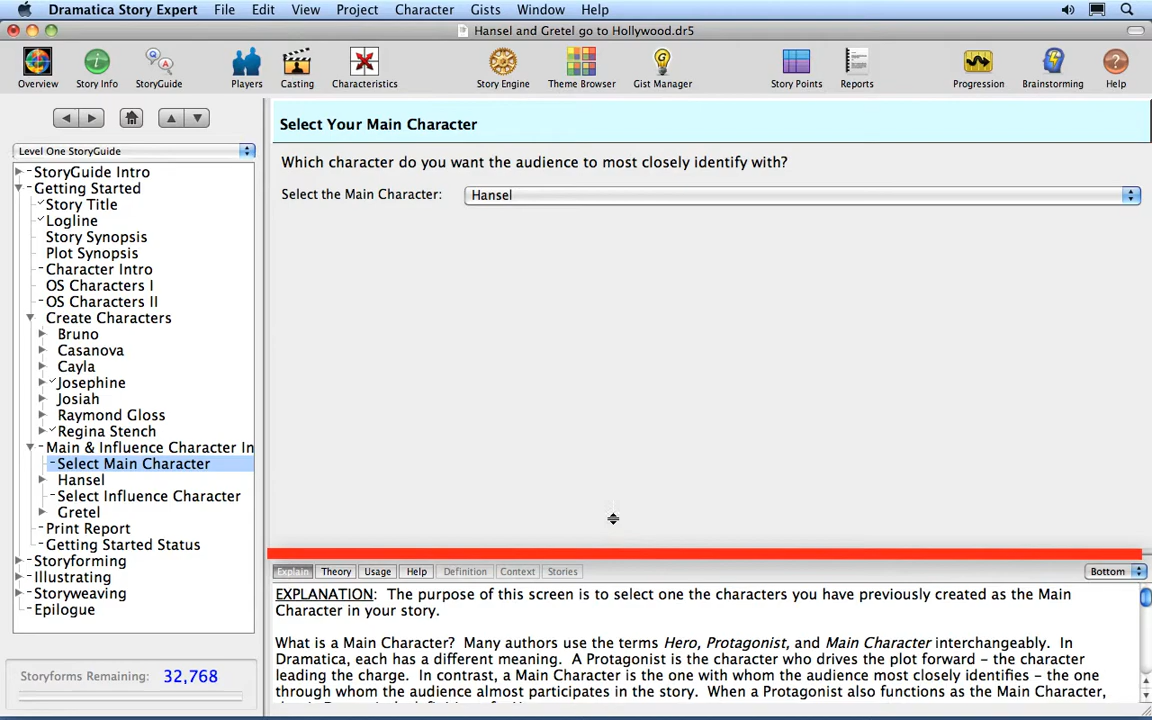 Dramatica Story Expert File Edit View Project Character Gists Window Help
Hansel and Gretel go to Hollywood.dr5
Overview Story Info StoryGuide Players Casting Characteristics Story Engine Theme Browser Gist Manager Story Points Reports Progression Brainstorming Help
Level One StoryGuide
StoryGuide Intro
Getting Started
Story Title
Logline
Story Synopsis
Plot Synopsis
Character Intro
OS Characters I
OS Characters II
Create Characters
Bruno
Casanova
Cayla
Josephine
Josiah
Raymond Gloss
Regina Stench
Main & Influence Character In
Select Main Character
Hansel
Select Influence Character
Gretel
Print Report
Getting Started Status
Storyforming
Illustrating
Storyweaving
Epilogue
Storyforms Remaining: 32,768
Select Your Main Character
Which character do you want the audience to most closely identify with?
Select the Main Character: Hansel
Explain Theory Usage Help Definition Context Stories Bottom
EXPLANATION: The purpose of this screen is to select one the characters you have previously created as the Main
Character in your story.
What is a Main Character? Many authors use the terms Hero, Protagonist, and Main Character interchangeably. In
Dramatica, each has a different meaning. A Protagonist is the character who drives the plot forward – the character
leading the charge. In contrast, a Main Character is the one with whom the audience most closely identifies – the one
through whom the audience almost participates in the story. When a Protagonist also functions as the Main Character,